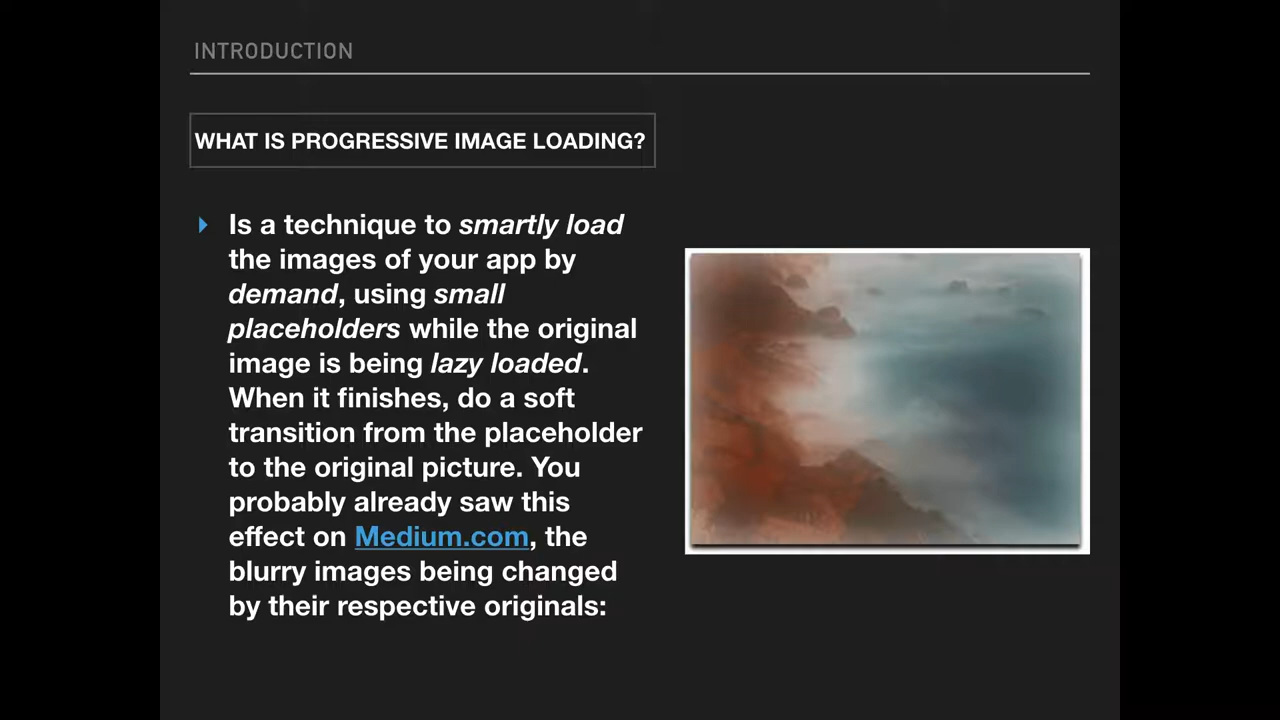 INTRODUCTION
WHAT IS PROGRESSIVE IMAGE LOADING?
Is a technique to smartly load
the images of your app by
demand, using small
placeholders while the original
image is being lazy loaded.
When it finishes, do a soft
transition from the placeholder
to the original picture. You
probably already saw this
effect on Medium.com, the
blurry images being changed
by their respective originals: